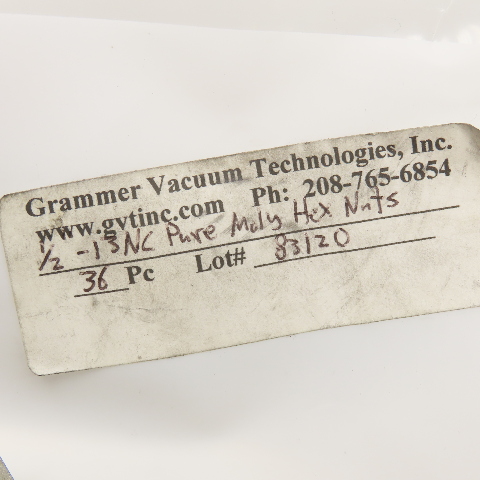 Grammer Vacuum Technologies, Inc.
www.gvtinc.com Ph: 208-765-6854
1/2 -13NC Pure Moly Hex Nuts
36 Pc Lot# 83120